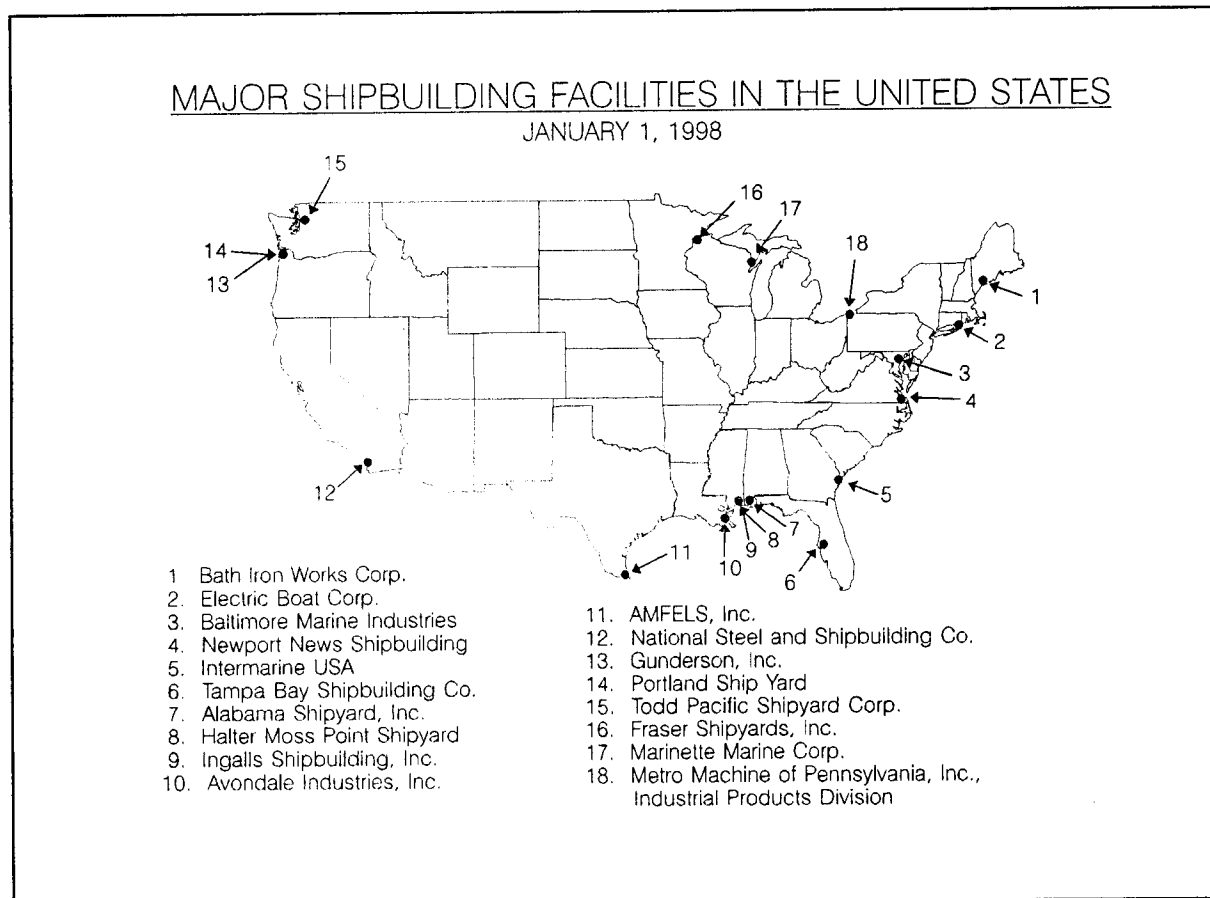 MAJOR SHIPBUILDING FACILITIES IN THE UNITED STATES
JANUARY 1, 1998
15
16
17
14
18
13
1
2
3
4
12
5
11
10
9
8
7
6
1 Bath Iron Works Corp.
2. Electric Boat Corp.
3. Baltimore Marine Industries
4. Newport News Shipbuilding
5. Intermarine USA
6. Tampa Bay Shipbuilding Co.
7. Alabama Shipyard, Inc.
8. Halter Moss Point Shipyard
9. Ingalls Shipbuilding, Inc.
10. Avondale Industries, Inc.
11. AMFELS, Inc.
12. National Steel and Shipbuilding Co.
13. Gunderson, Inc.
14. Portland Ship Yard
15. Todd Pacific Shipyard Corp.
16. Fraser Shipyards, Inc.
17. Marinette Marine Corp.
18. Metro Machine of Pennsylvania, Inc.,
Industrial Products Division